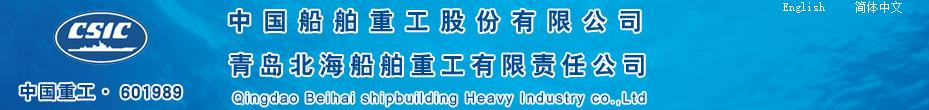 English 简体中文
CSIC
中国船舶重工股份有限公司
青岛北海船舶重工有限责任公司
中国重工·601989
Qingdao Beihai shipbuilding Heavy Industry co.,Ltd